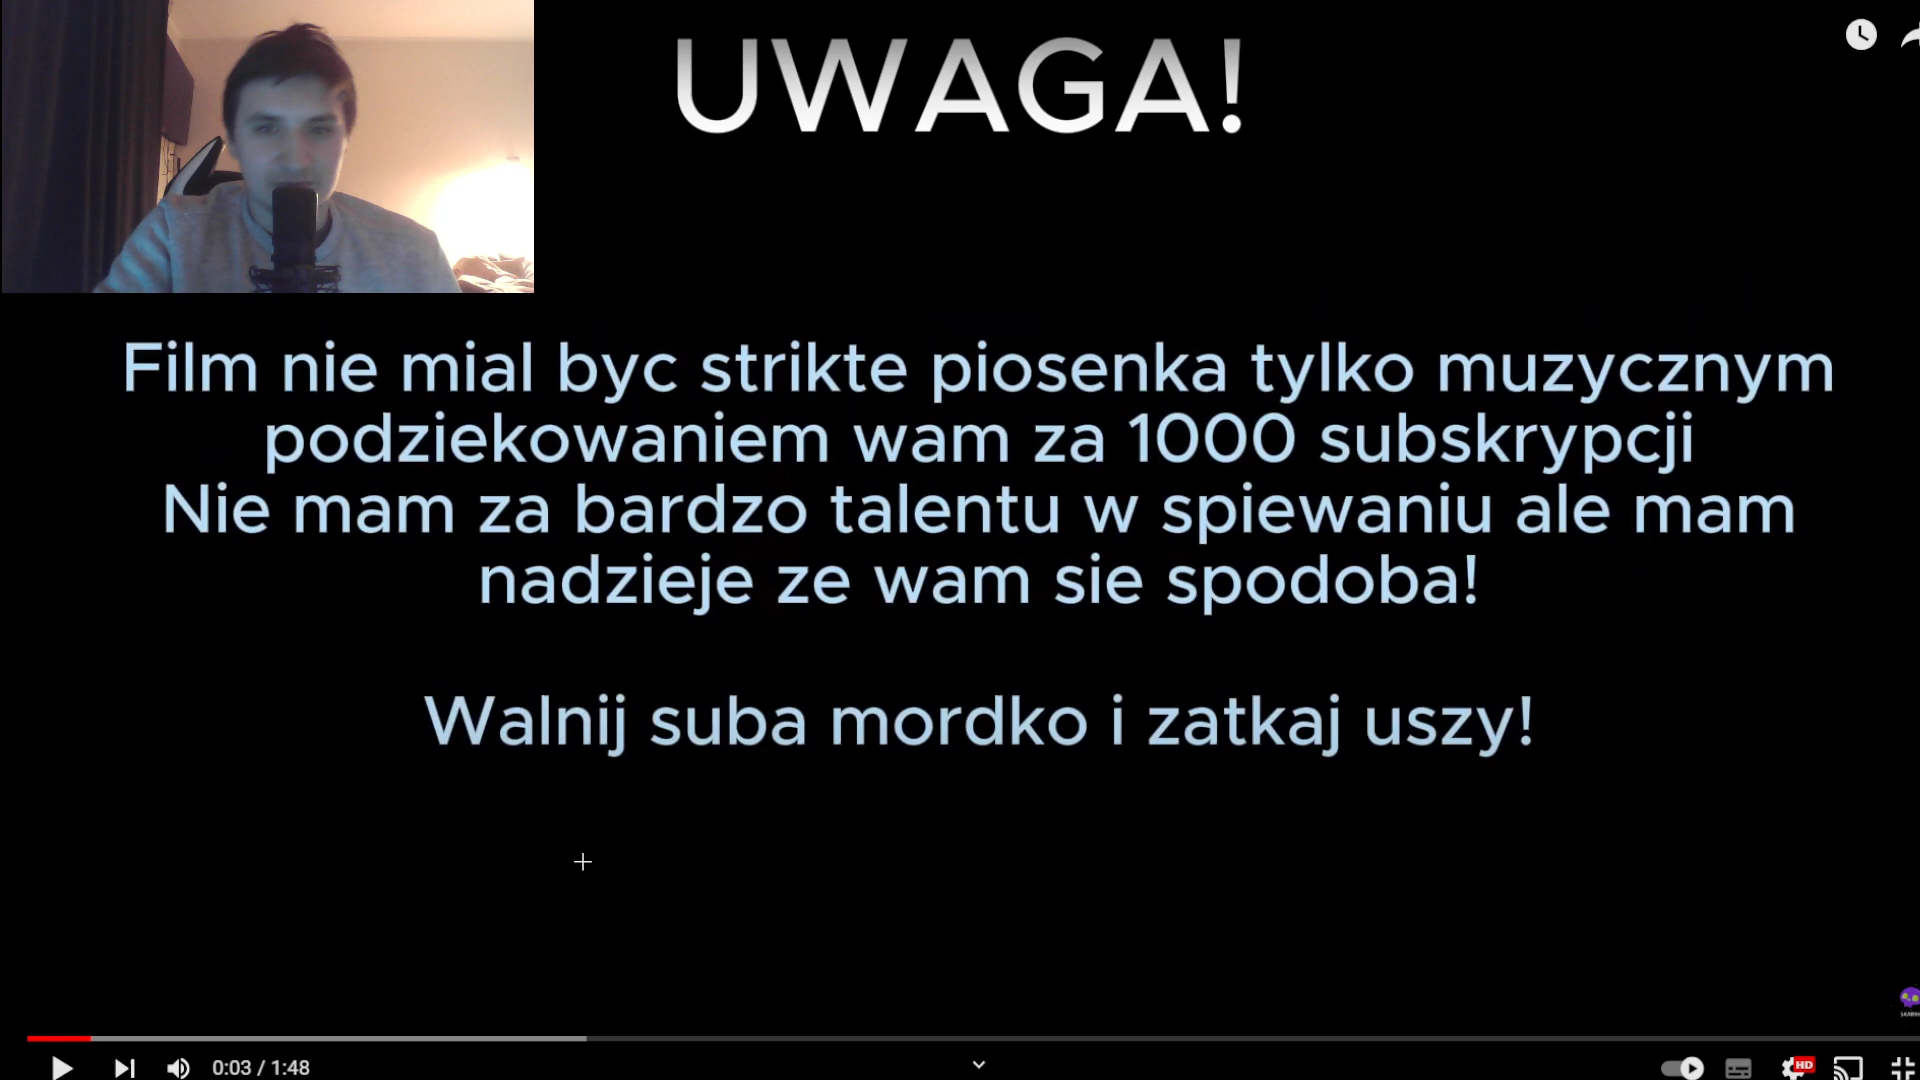 UWAGA!
Film nie mial byc strikte piosenka tylko muzycznym
podziekowaniem wam za 1000 subskrypcji
Nie mam za bardzo talentu w spiewaniu ale mam
nadzieje ze wam sie spodoba!
Walnij suba mordko i zatkaj uszy!
0:03 / 1:48
HD